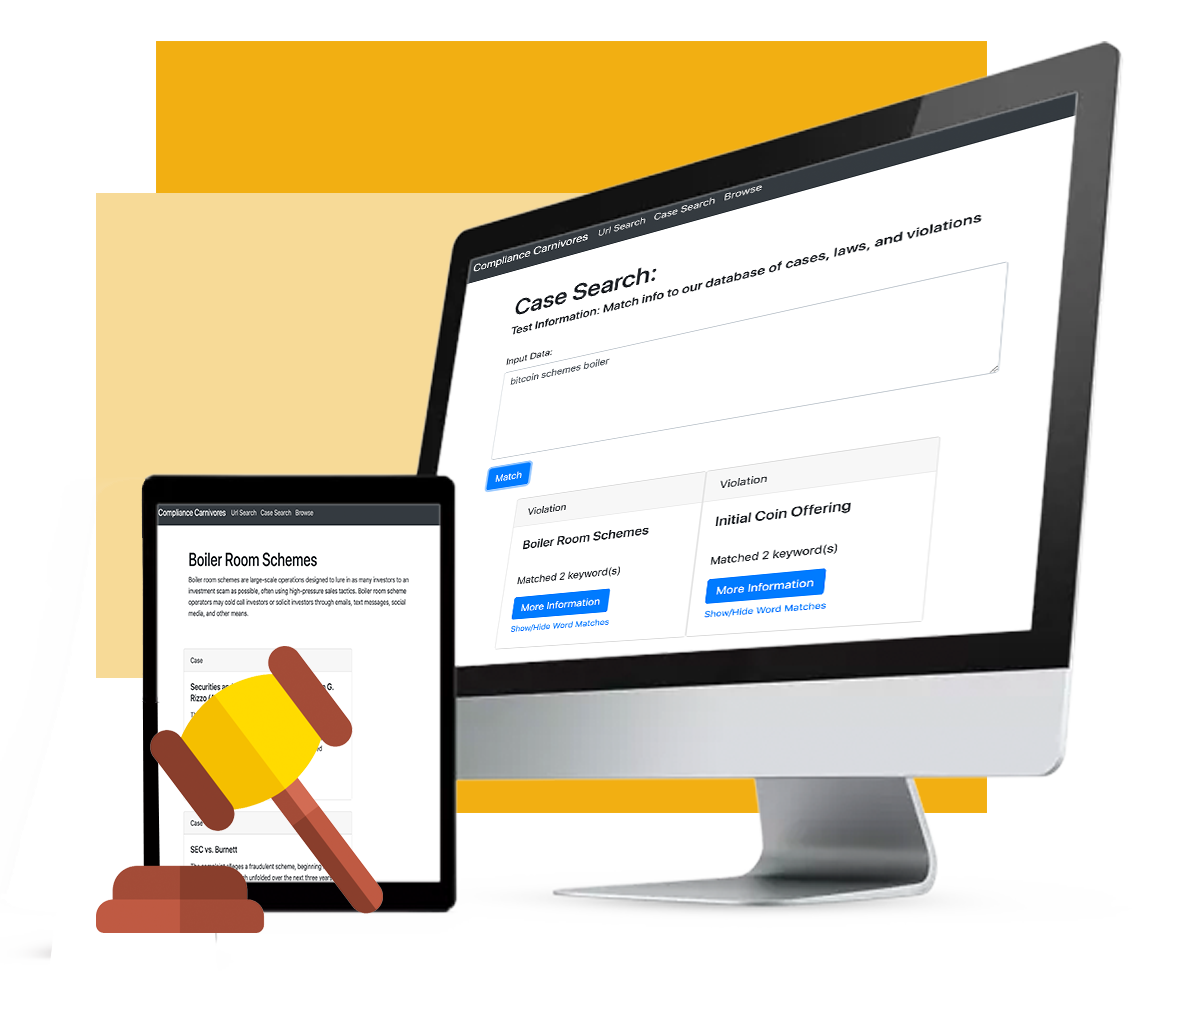 Compliance Carnivores Url Search Case Search Browse
Case Search:
Test Information: Match info to our database of cases, laws, and violations
Input Data:
bitcoin schemes boiler
Match
Violation
Boiler Room Schemes
Matched 2 keyword(s)
More Information
Show/Hide Word Matches
Violation
Initial Coin Offering
Matched 2 keyword(s)
More Information
Show/Hide Word Matches
Compliance Carnivores Url Search Case Search Browse
Boiler Room Schemes
Boiler room schemes are large-scale operations designed to lure in as many investors to an
investment scam as possible, often using high-pressure sales tactics. Boiler room scheme
operators may cold call investors or solicit investors through emails, text messages, social
media, and other means.
Case
Securities G.
Rizzo
Case
SEC vs. Burnett
The complaint alleges a fraudulent scheme, beginning
unfolded over the next three years